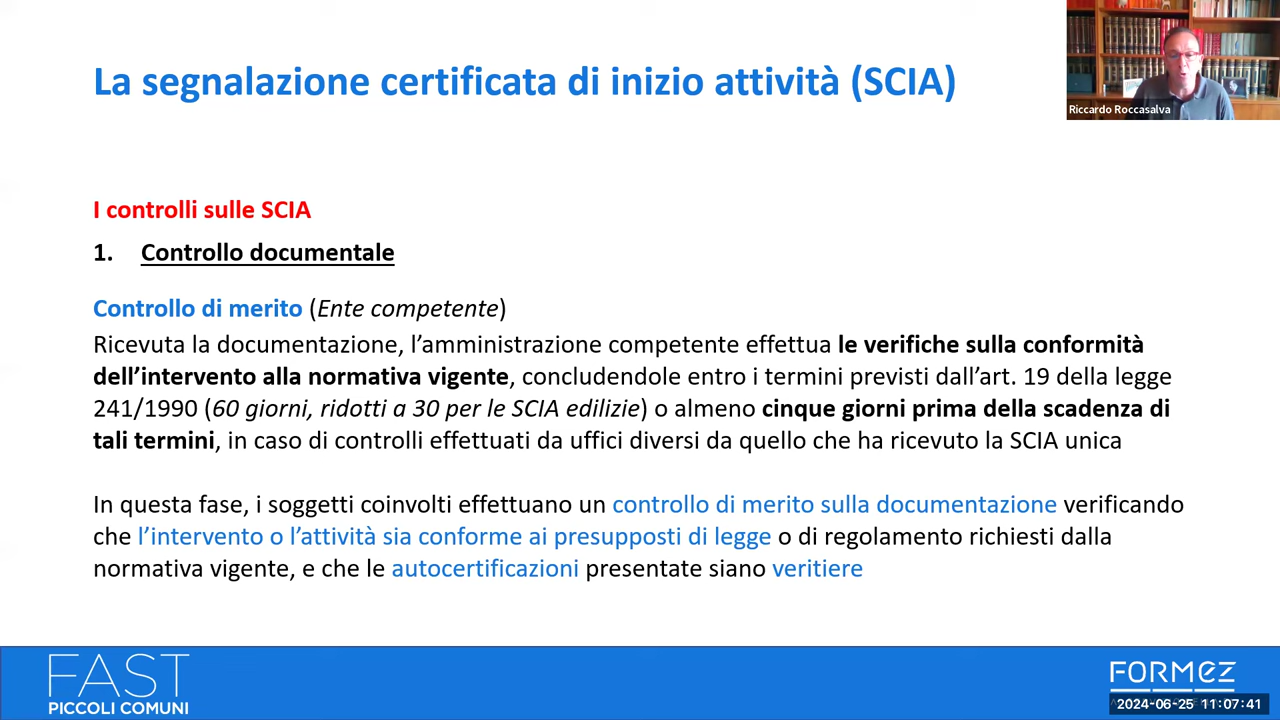 La segnalazione certificata di inizio attività (SCIA)
Riccardo Roccasalva
I controlli sulle SCIA
1. Controllo documentale
Controllo di merito (Ente competente)
Ricevuta la documentazione, l’amministrazione competente effettua le verifiche sulla conformità
dell’intervento alla normativa vigente, concludendole entro i termini previsti dall’art. 19 della legge
241/1990 (60 giorni, ridotti a 30 per le SCIA edilizie) o almeno cinque giorni prima della scadenza di
tali termini, in caso di controlli effettuati da uffici diversi da quello che ha ricevuto la SCIA unica
In questa fase, i soggetti coinvolti effettuano un controllo di merito sulla documentazione verificando
che l’intervento o l’attività sia conforme ai presupposti di legge o di regolamento richiesti dalla
normativa vigente, e che le autocertificazioni presentate siano veritiere
FAST
PICCOLI COMUNI
FORMEZ
2024-06-25 11:07:41